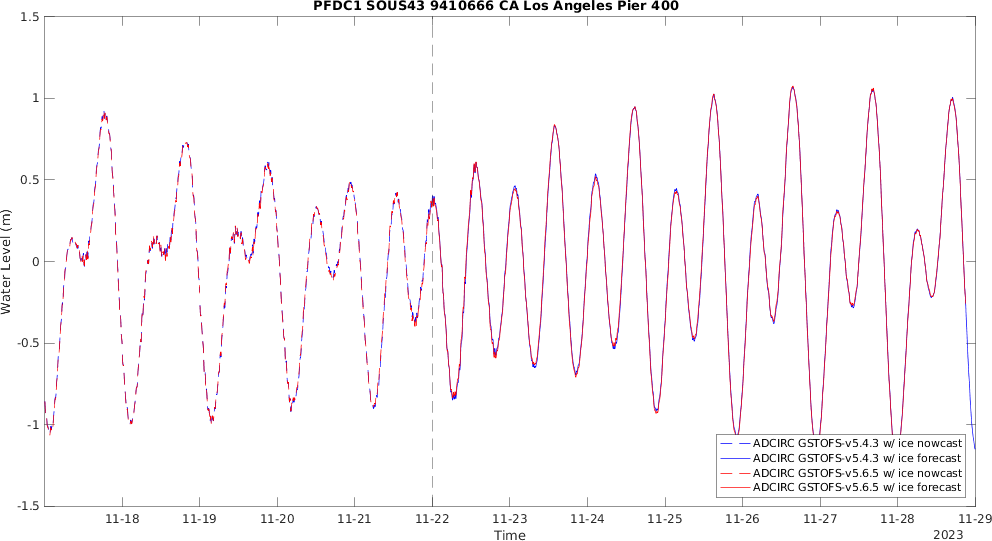 PFDC1 SOUS43 9410666 CA Los Angeles Pier 400
1.5
1
0.5
0
-0.5
-1
-1.5
Water Level (m)
11-18
11-19
11-20
11-21
11-22
11-23
11-24
11-25
11-26
11-27
11-28
11-29
Time
2023
ADCIRC GSTOFS-v5.4.3 w/ ice nowcast
ADCIRC GSTOFS-v5.4.3 w/ ice forecast
ADCIRC GSTOFS-v5.6.5 w/ ice nowcast
ADCIRC GSTOFS-v5.6.5 w/ ice forecast